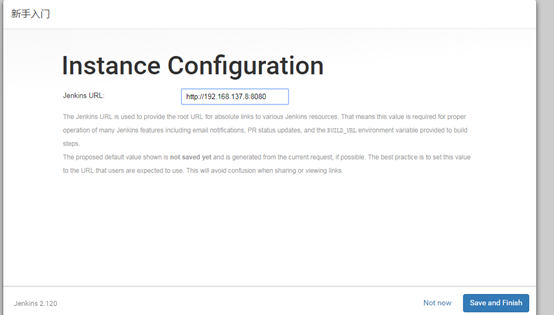 新手入门
Instance Configuration
Jenkins URL: http://192.168.137.8:8080
The Jenkins URL is used to provide the root URL for absolute links to various Jenkins resources. That means this value is required for proper
operation of many Jenkins features including email notifications, PR status updates, and the BUILD_URL environment variable provided to build
steps.
The proposed default value shown is not saved yet and is generated from the current request, if possible. The best practice is to set this value
to the URL that users are expected to use. This will avoid confusion when sharing or viewing links.
Jenkins 2.120 Not now Save and Finish